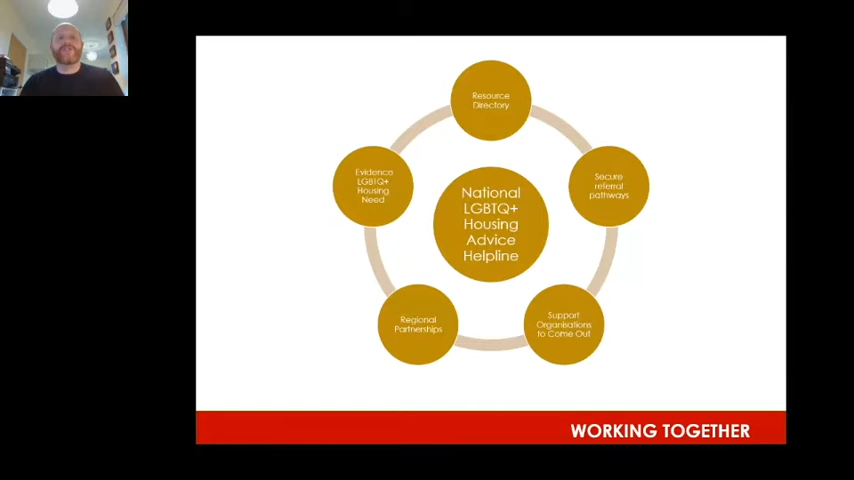 Resource
Directory
Secure
referral
pathways
Support
Organisations
to Come Out
Regional
Partnerships
Evidence
LGBTQ+
Housing
Need
National
LGBTQ+
Housing
Advice
Helpline
WORKING TOGETHER